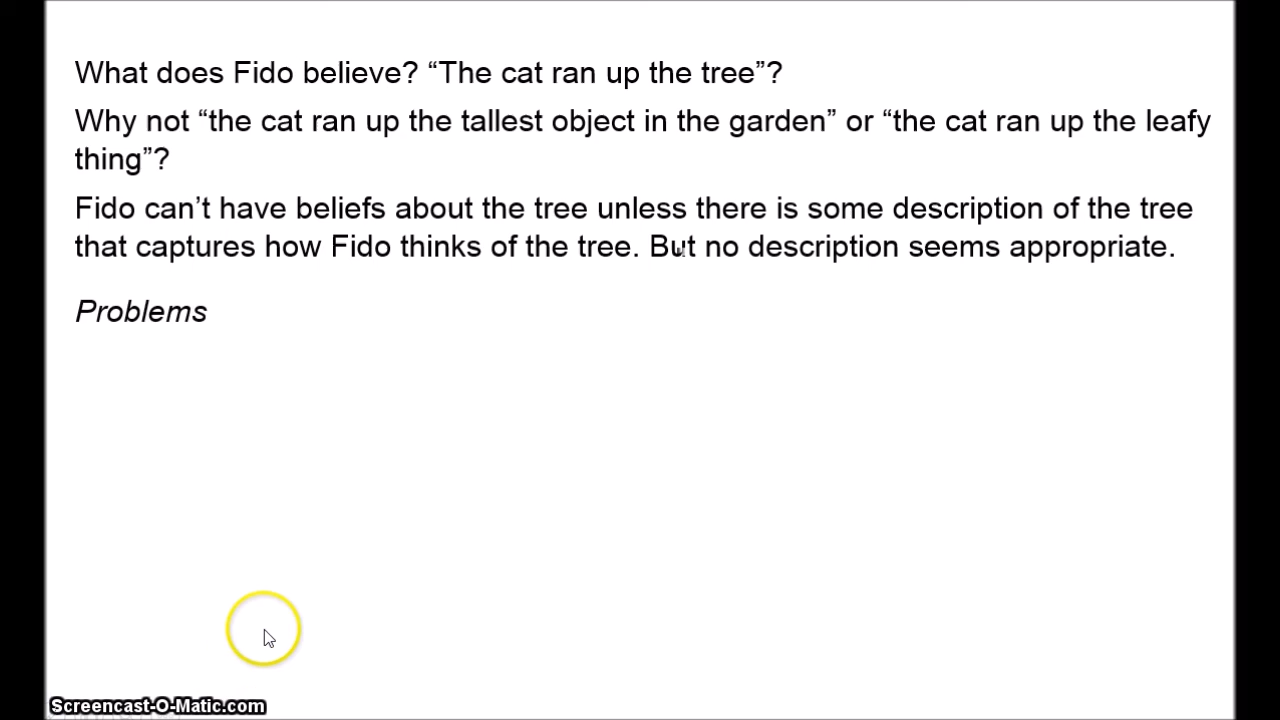 What does Fido believe? “The cat ran up the tree”?
Why not “the cat ran up the tallest object in the garden” or “the cat ran up the leafy
thing”?
Fido can’t have beliefs about the tree unless there is some description of the tree
that captures how Fido thinks of the tree. But no description seems appropriate.
Problems
Screencast-O-Matic.com